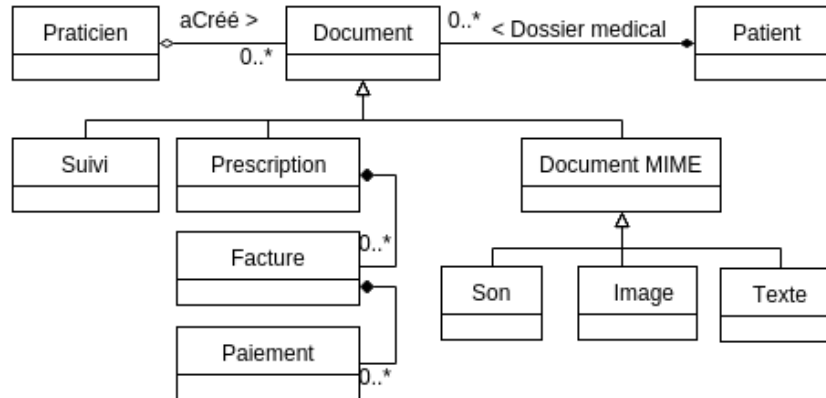 Praticien
aCréé >
0..*
Document
0..*
< Dossier medical
Patient
Suivi
Prescription
Document MIME
0..*
Facture
Son
Image
Texte
Paiement
0..*